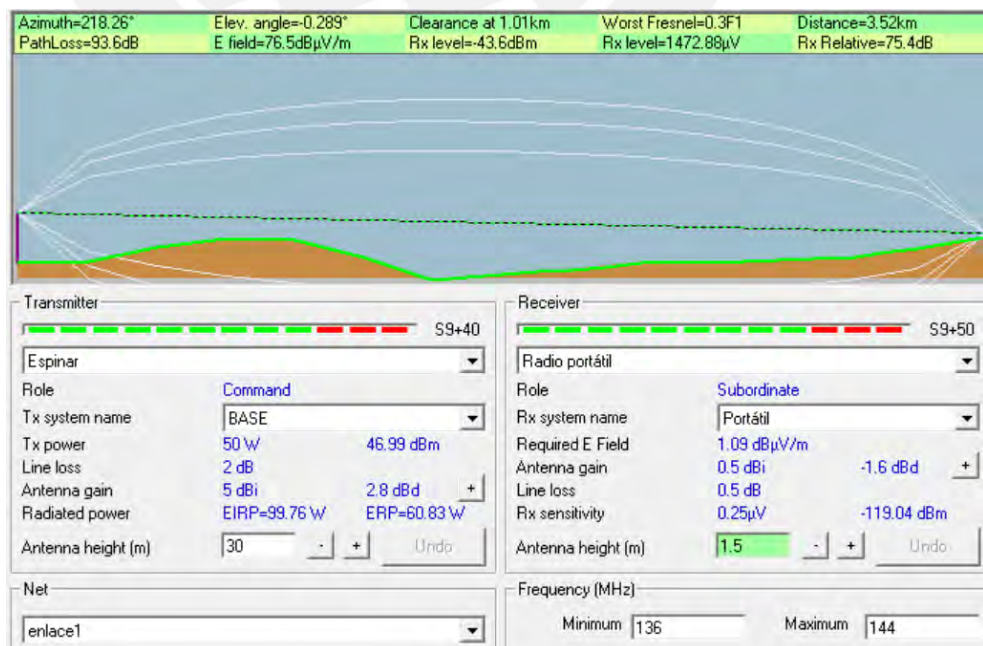 Azimuth=218.26° Elev. angle=-0.289° Clearance at 1.01km Worst Fresnel=0.3F1 Distance=3.52km
PathLoss=93.6dB E field=76.5dBµV/m Rx level=-43.6dBm Rx level=1472.88µV Rx Relative=75.4dB
Transmitter
S9+40
Espinar
Role Command
Tx system name BASE
Tx power 50 W 46.99 dBm
Line loss 2 dB
Antenna gain 5 dBi 2.8 dBd +
Radiated power EIRP=99.76 W ERP=60.83 W
Antenna height (m) 30 - + Undo
Net
enlace1
Receiver
S9+50
Radio portátil
Role Subordinate
Rx system name Portátil
Required E Field 1.09 dBµV/m
Antenna gain 0.5 dBi -1.6 dBd +
Line loss 0.5 dB
Rx sensitivity 0.25µV -119.04 dBm
Antenna height (m) 1.5 - + Undo
Frequency (MHz)
Minimum 136 Maximum 144